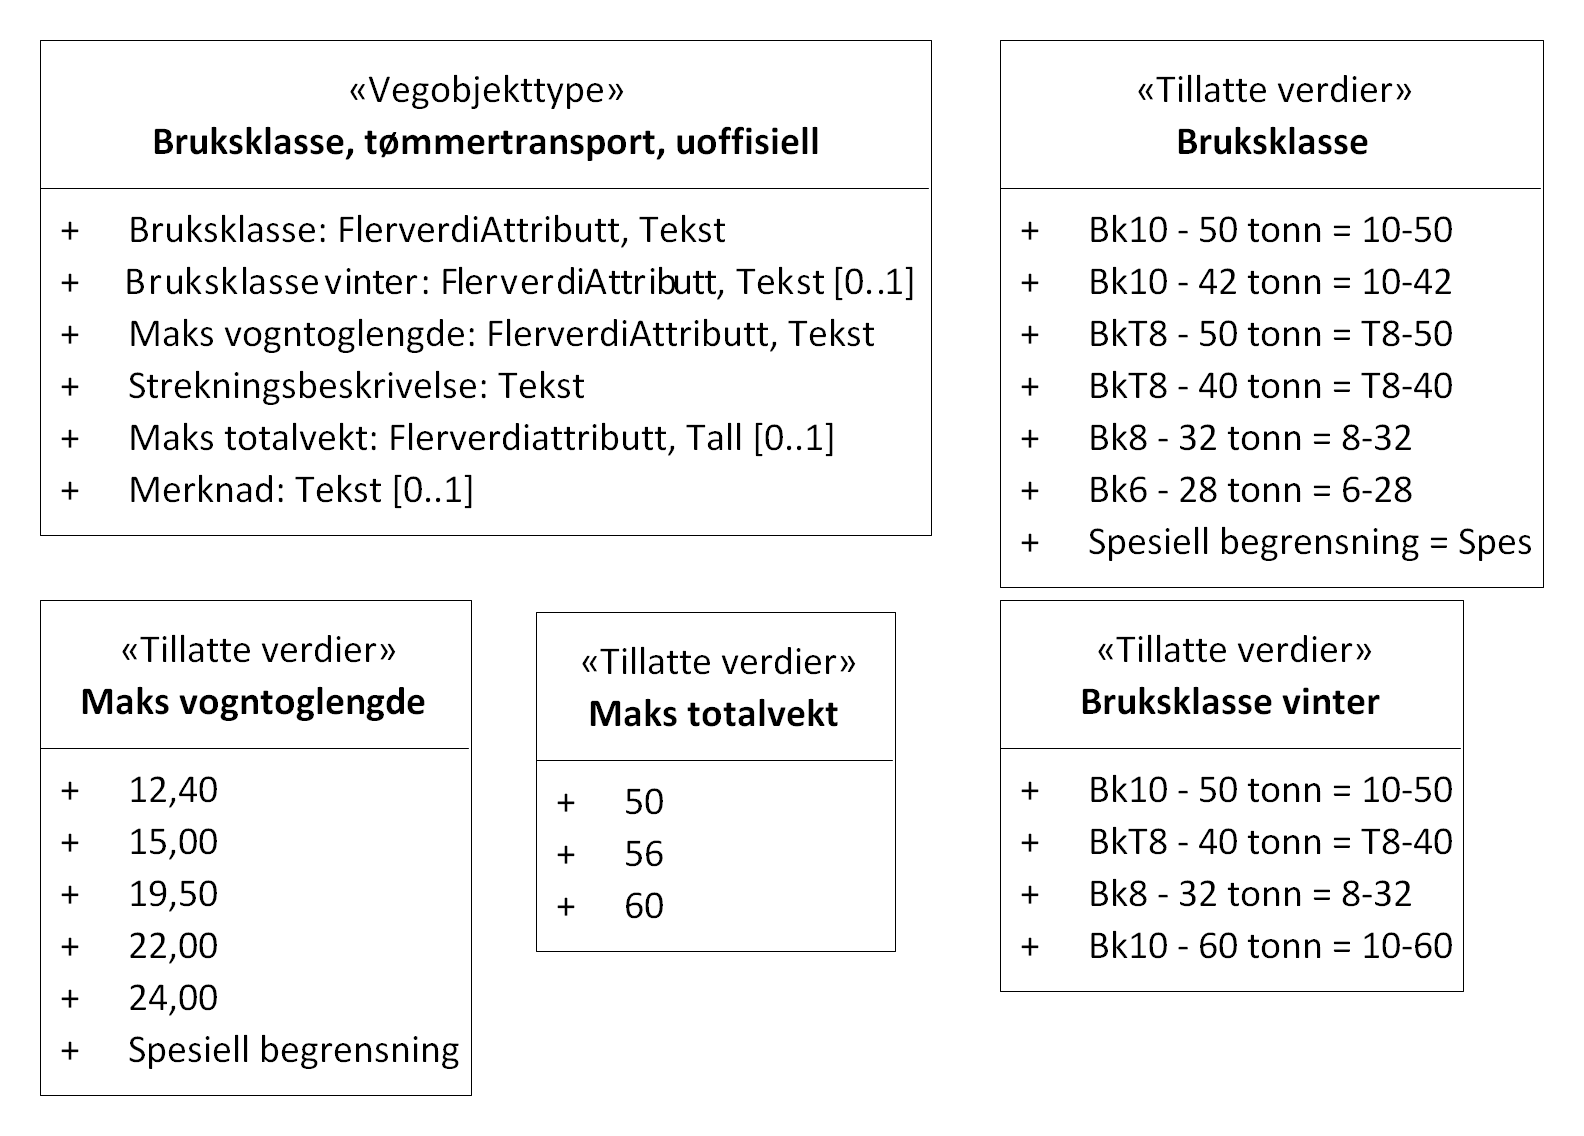 «Vegobjekttype»
Bruksklasse, tømmertransport, uoffisiell
+ Bruksklasse: FlerverdiAttributt, Tekst
+ Bruksklasse vinter: FlerverdiAttributt, Tekst [0..1]
+ Maks vogntoglengde: FlerverdiAttributt, Tekst
+ Strekningsbeskrivelse: Tekst
+ Maks totalvekt: Flerverdiattributt, Tall [0..1]
+ Merknad: Tekst [0..1]
«Tillatte verdier»
Bruksklasse
+ Bk10 - 50 tonn = 10-50
+ Bk10 - 42 tonn = 10-42
+ BkT8 - 50 tonn = T8-50
+ BkT8 - 40 tonn = T8-40
+ Bk8 - 32 tonn = 8-32
+ Bk6 - 28 tonn = 6-28
+ Spesiell begrensning = Spes
«Tillatte verdier»
Maks vogntoglengde
+ 12,40
+ 15,00
+ 19,50
+ 22,00
+ 24,00
+ Spesiell begrensning
«Tillatte verdier»
Maks totalvekt
+ 50
+ 56
+ 60
«Tillatte verdier»
Bruksklasse vinter
+ Bk10 - 50 tonn = 10-50
+ BkT8 - 40 tonn = T8-40
+ Bk8 - 32 tonn = 8-32
+ Bk10 - 60 tonn = 10-60